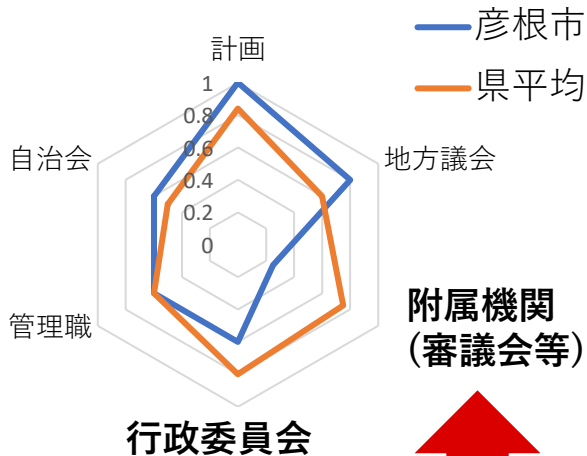 彦根市
県平均
計画
1
0.8
0.6
0.4
0.2
0
自治会
地方議会
管理職
附属機関
(審議会等)
行政委員会